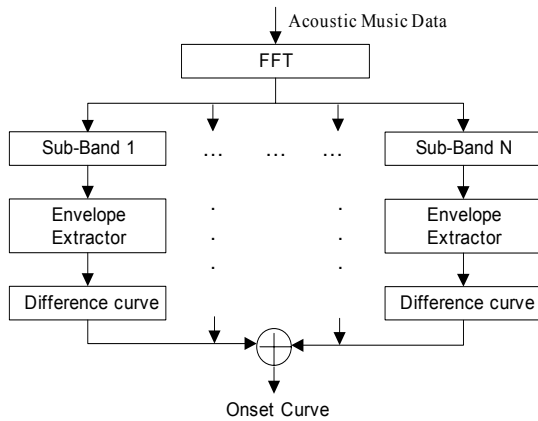 Acoustic Music Data
FFT
Sub-Band 1 ... ... ... Sub-Band N
Envelope
Extractor
Envelope
Extractor
Difference curve
Difference curve
Onset Curve